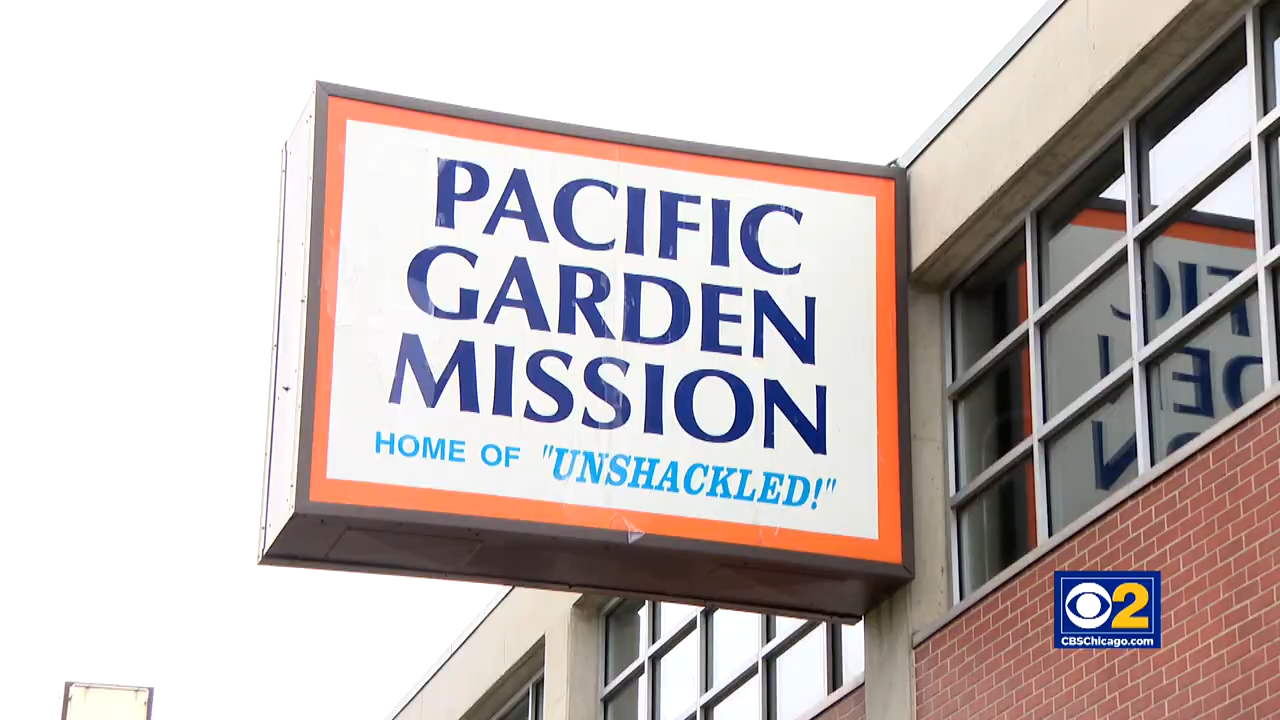 PACIFIC
GARDEN
MISSION
HOME OF "UNSHACKLED!"
2
CBSChicago.com